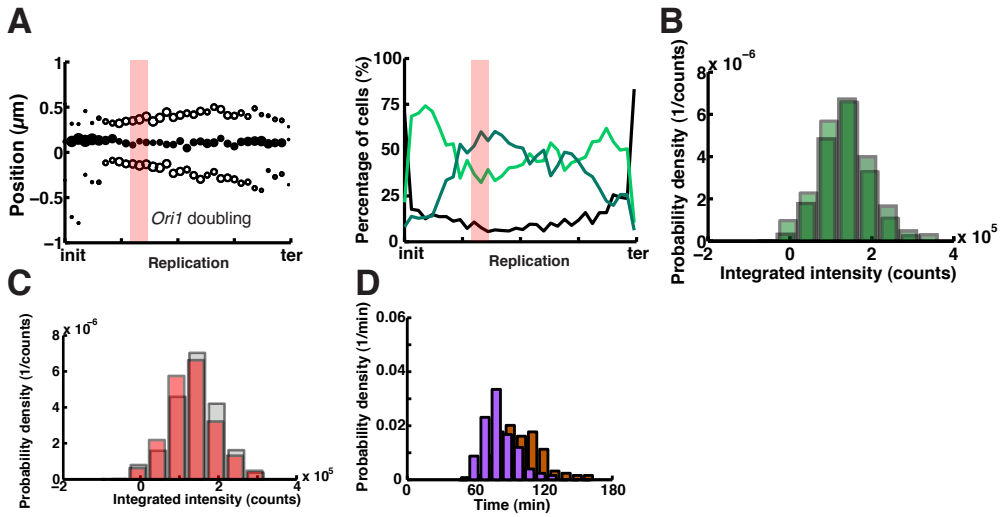 A
B
1
0.5
0
−0.5
−1
Position (µm)
Ori1 doubling
init
ter
Replication
100
75
50
25
0
Percentage of cells (%)
init
ter
Replication
x 10−6
8
6
4
2
0
Probability density (1/counts)
−2
0
2
4
x 10 5
Integrated intensity (counts)
C
D
x 10−6
8
6
4
2
0
Probability density (1/counts)
−2
0
2
4
x 10 5
Integrated intensity (counts)
0.06
0.04
0.02
0
Probability density (1/min)
0
60
120
180
Time (min)